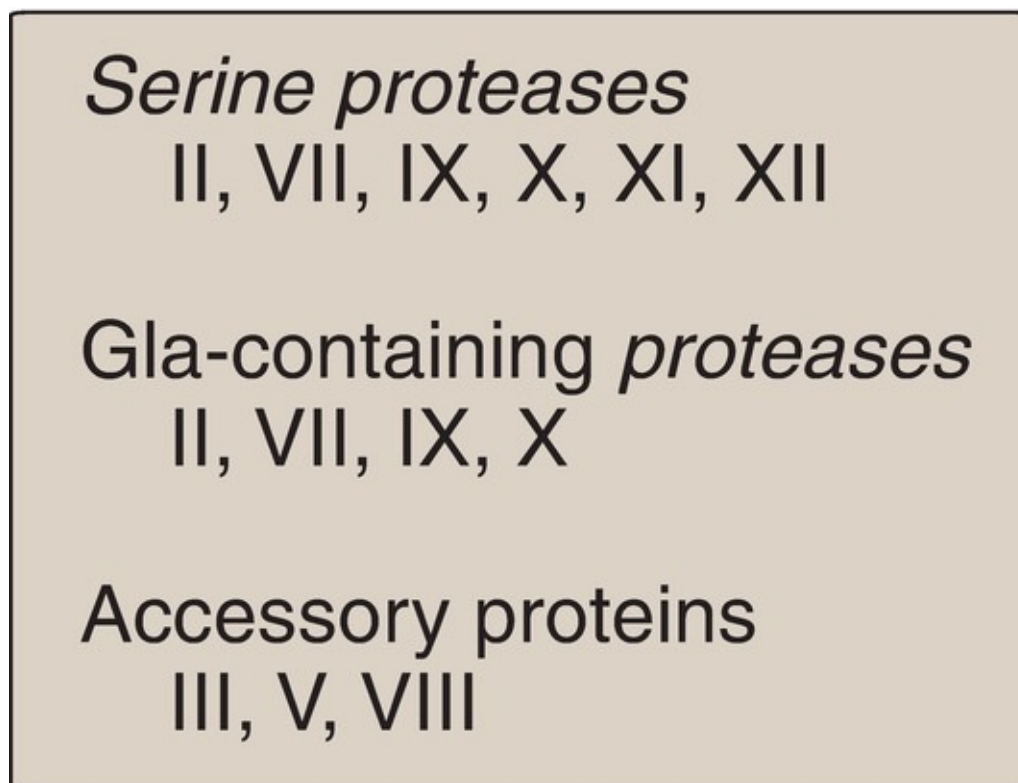 Serine proteases
II, VII, IX, X, XI, XII
Gla-containing proteases
II, VII, IX, X
Accessory proteins
III, V, VIII